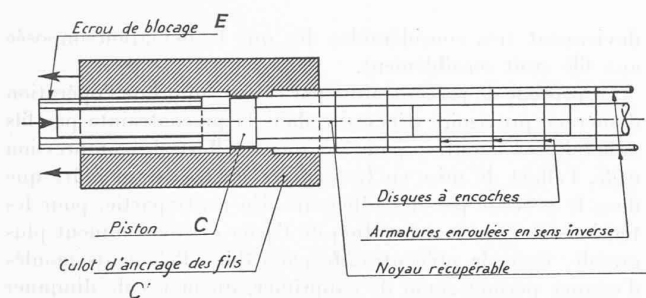 Ecrou de blocage E
Disques à encoches
Piston C
Armatures enroulées en sens inverse
Culot d'ancrage des fils
Noyau récupérable
C'